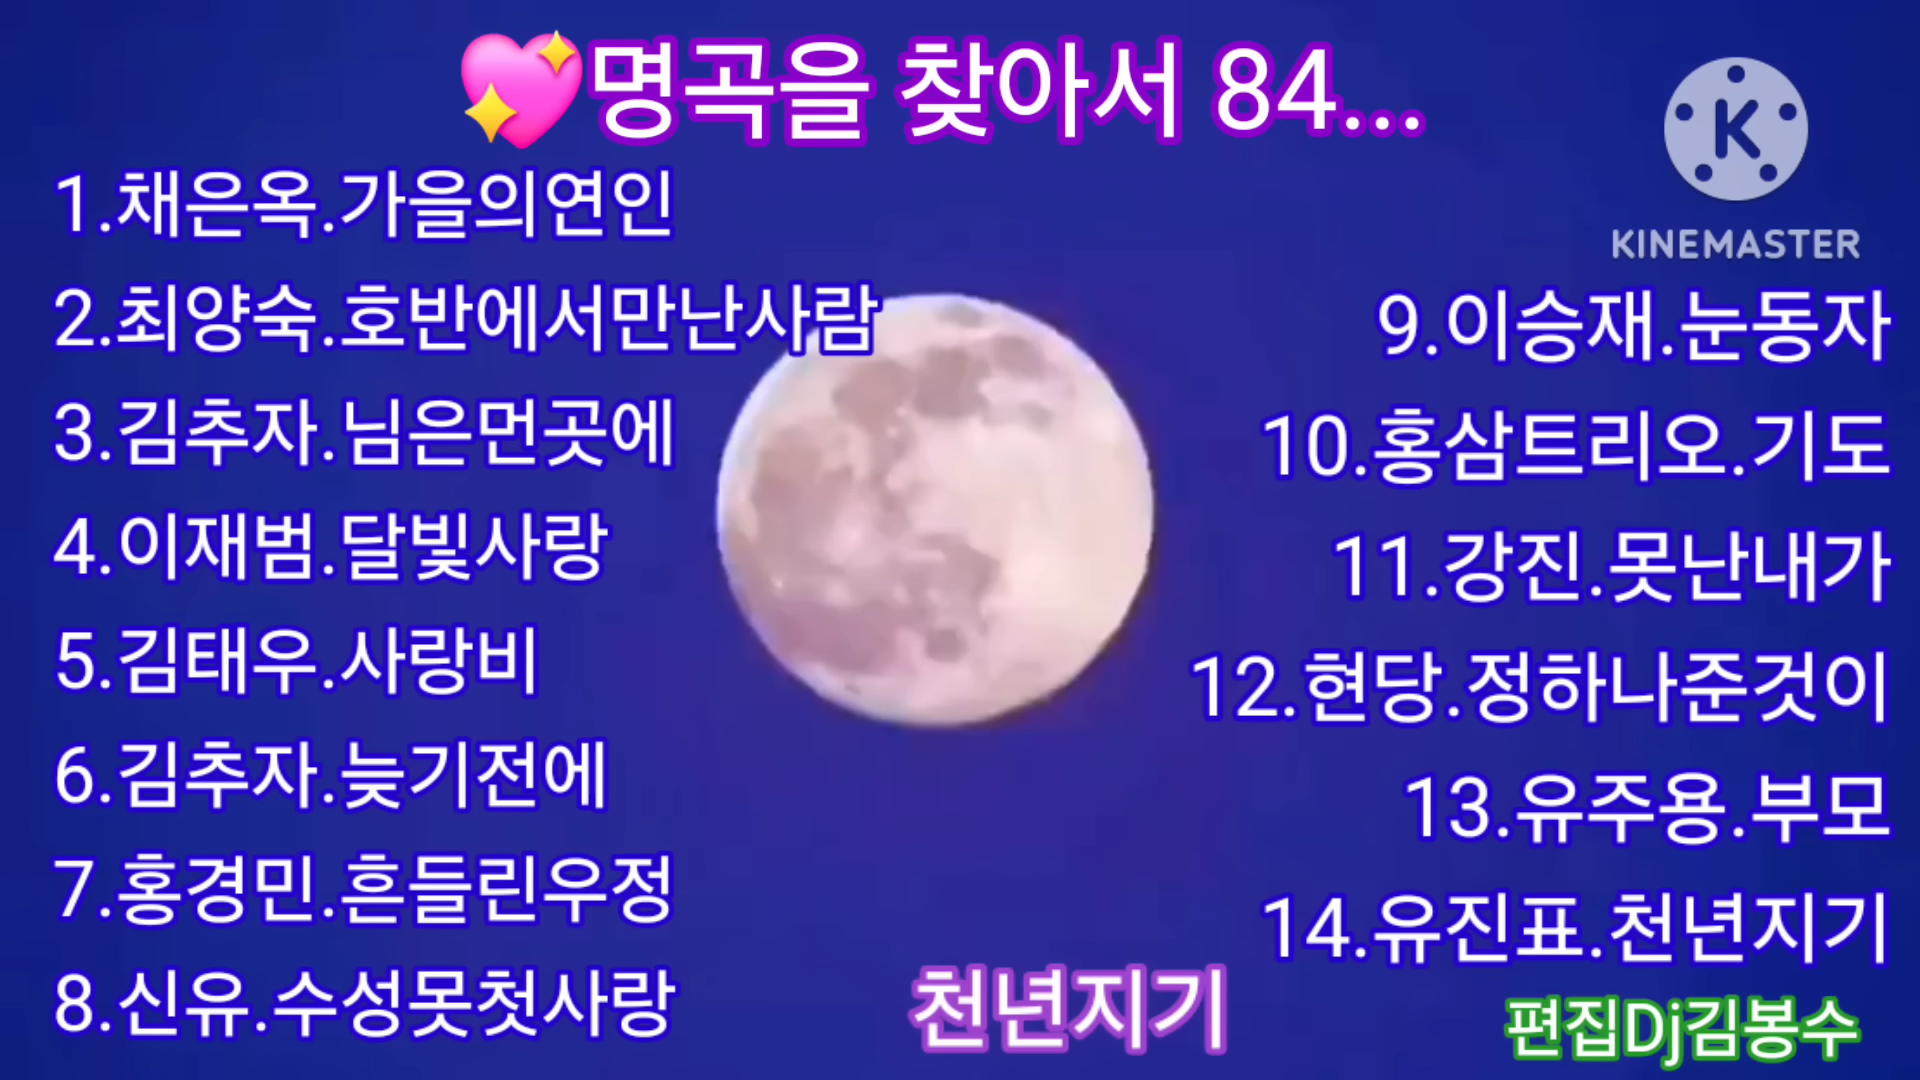 명곡을 찾아서 84...
KINEMASTER
1.채은옥.가을의연인
2.최양숙.호반에서만난사람
3.김추자.님은먼곳에
4.이재범.달빛사랑
5.김태우.사랑비
6.김추자.늦기전에
7.홍경민.흔들린우정
8.신유.수성못첫사랑
9.이승재.눈동자
10.홍삼트리오.기도
11.강진.못난내가
12.현당.정하나준것이
13.유주용.부모
14.유진표.천년지기
천년지기
편집Dj김봉수